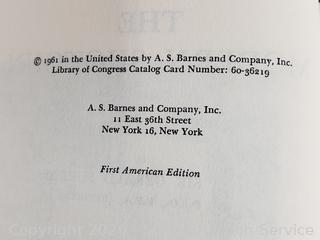 THE
© 1961 in the United States by A. S. Barnes and Company, Inc.
Library of Congress Catalog Card Number: 60-36219
A. S. Barnes and Company, Inc.
11 East 36th Street
New York 16, New York
First American Edition